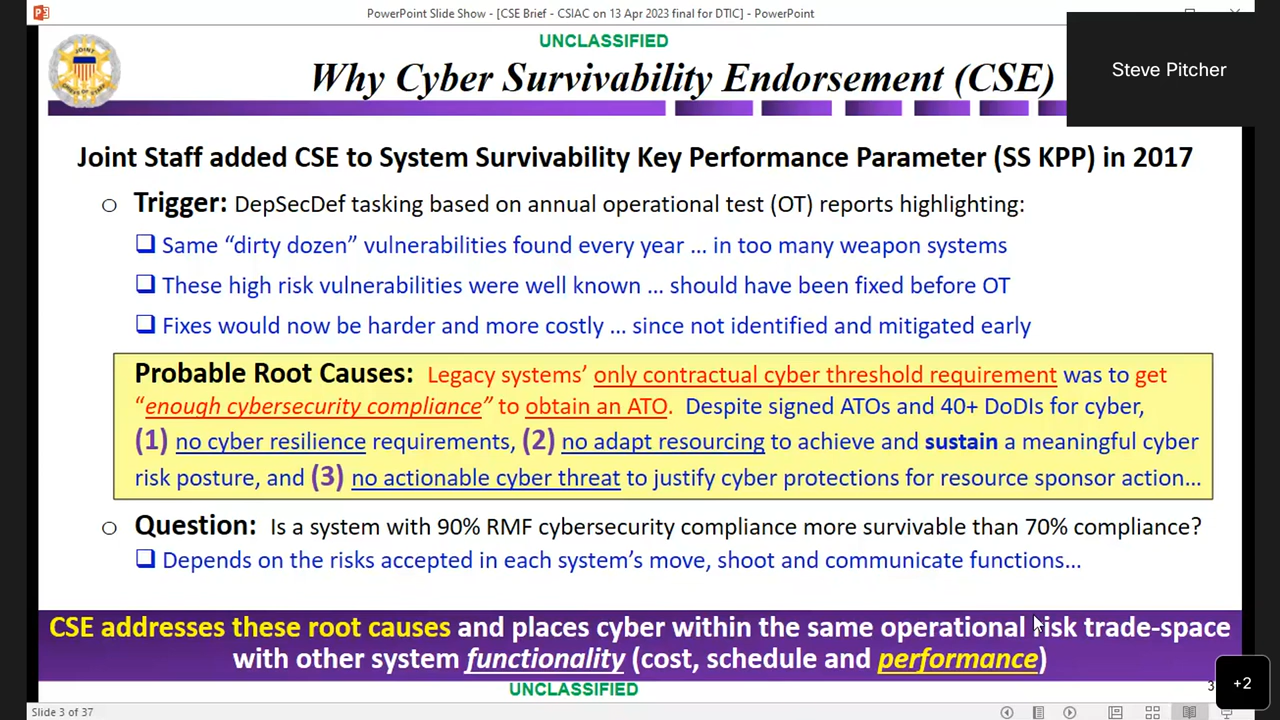 PowerPoint Slide Show - [CSE Brief - CSIAC on 13 Apr 2023 final for DTIC] - PowerPoint
UNCLASSIFIED
JOINT
Why Cyber Survivability Endorsement (CSE)
Steve Pitcher
Joint Staff added CSE to System Survivability Key Performance Parameter (SS KPP) in 2017
Trigger: DepSecDef tasking based on annual operational test (OT) reports highlighting:
Same “dirty dozen” vulnerabilities found every year … in too many weapon systems
These high risk vulnerabilities were well known … should have been fixed before OT
Fixes would now be harder and more costly … since not identified and mitigated early
Probable Root Causes: Legacy systems’ only contractual cyber threshold requirement was to get
“enough cybersecurity compliance” to obtain an ATO. Despite signed ATOs and 40+ DoDIs for cyber,
(1) no cyber resilience requirements, (2) no adapt resourcing to achieve and sustain a meaningful cyber
risk posture, and (3) no actionable cyber threat to justify cyber protections for resource sponsor action…
Question: Is a system with 90% RMF cybersecurity compliance more survivable than 70% compliance?
Depends on the risks accepted in each system’s move, shoot and communicate functions…
CSE addresses these root causes and places cyber within the same operational risk trade-space
with other system functionality (cost, schedule and performance)
UNCLASSIFIED
3
+2
Slide 3 of 37